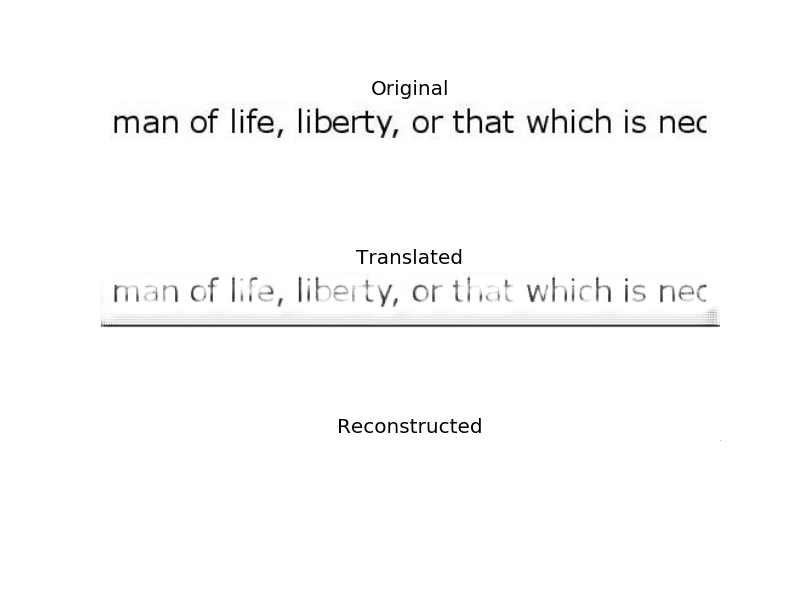 Original
man of life, liberty, or that which is nec
Translated
man of life, liberty, or that which is nec
Reconstructed